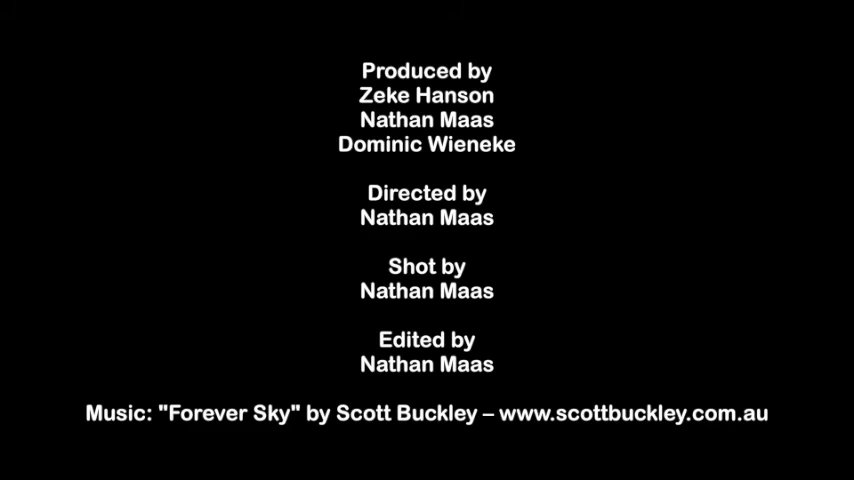 Produced by
Zeke Hanson
Nathan Maas
Dominic Wieneke
Directed by
Nathan Maas
Shot by
Nathan Maas
Edited by
Nathan Maas
Music: "Forever Sky" by Scott Buckley – www.scottbuckley.com.au